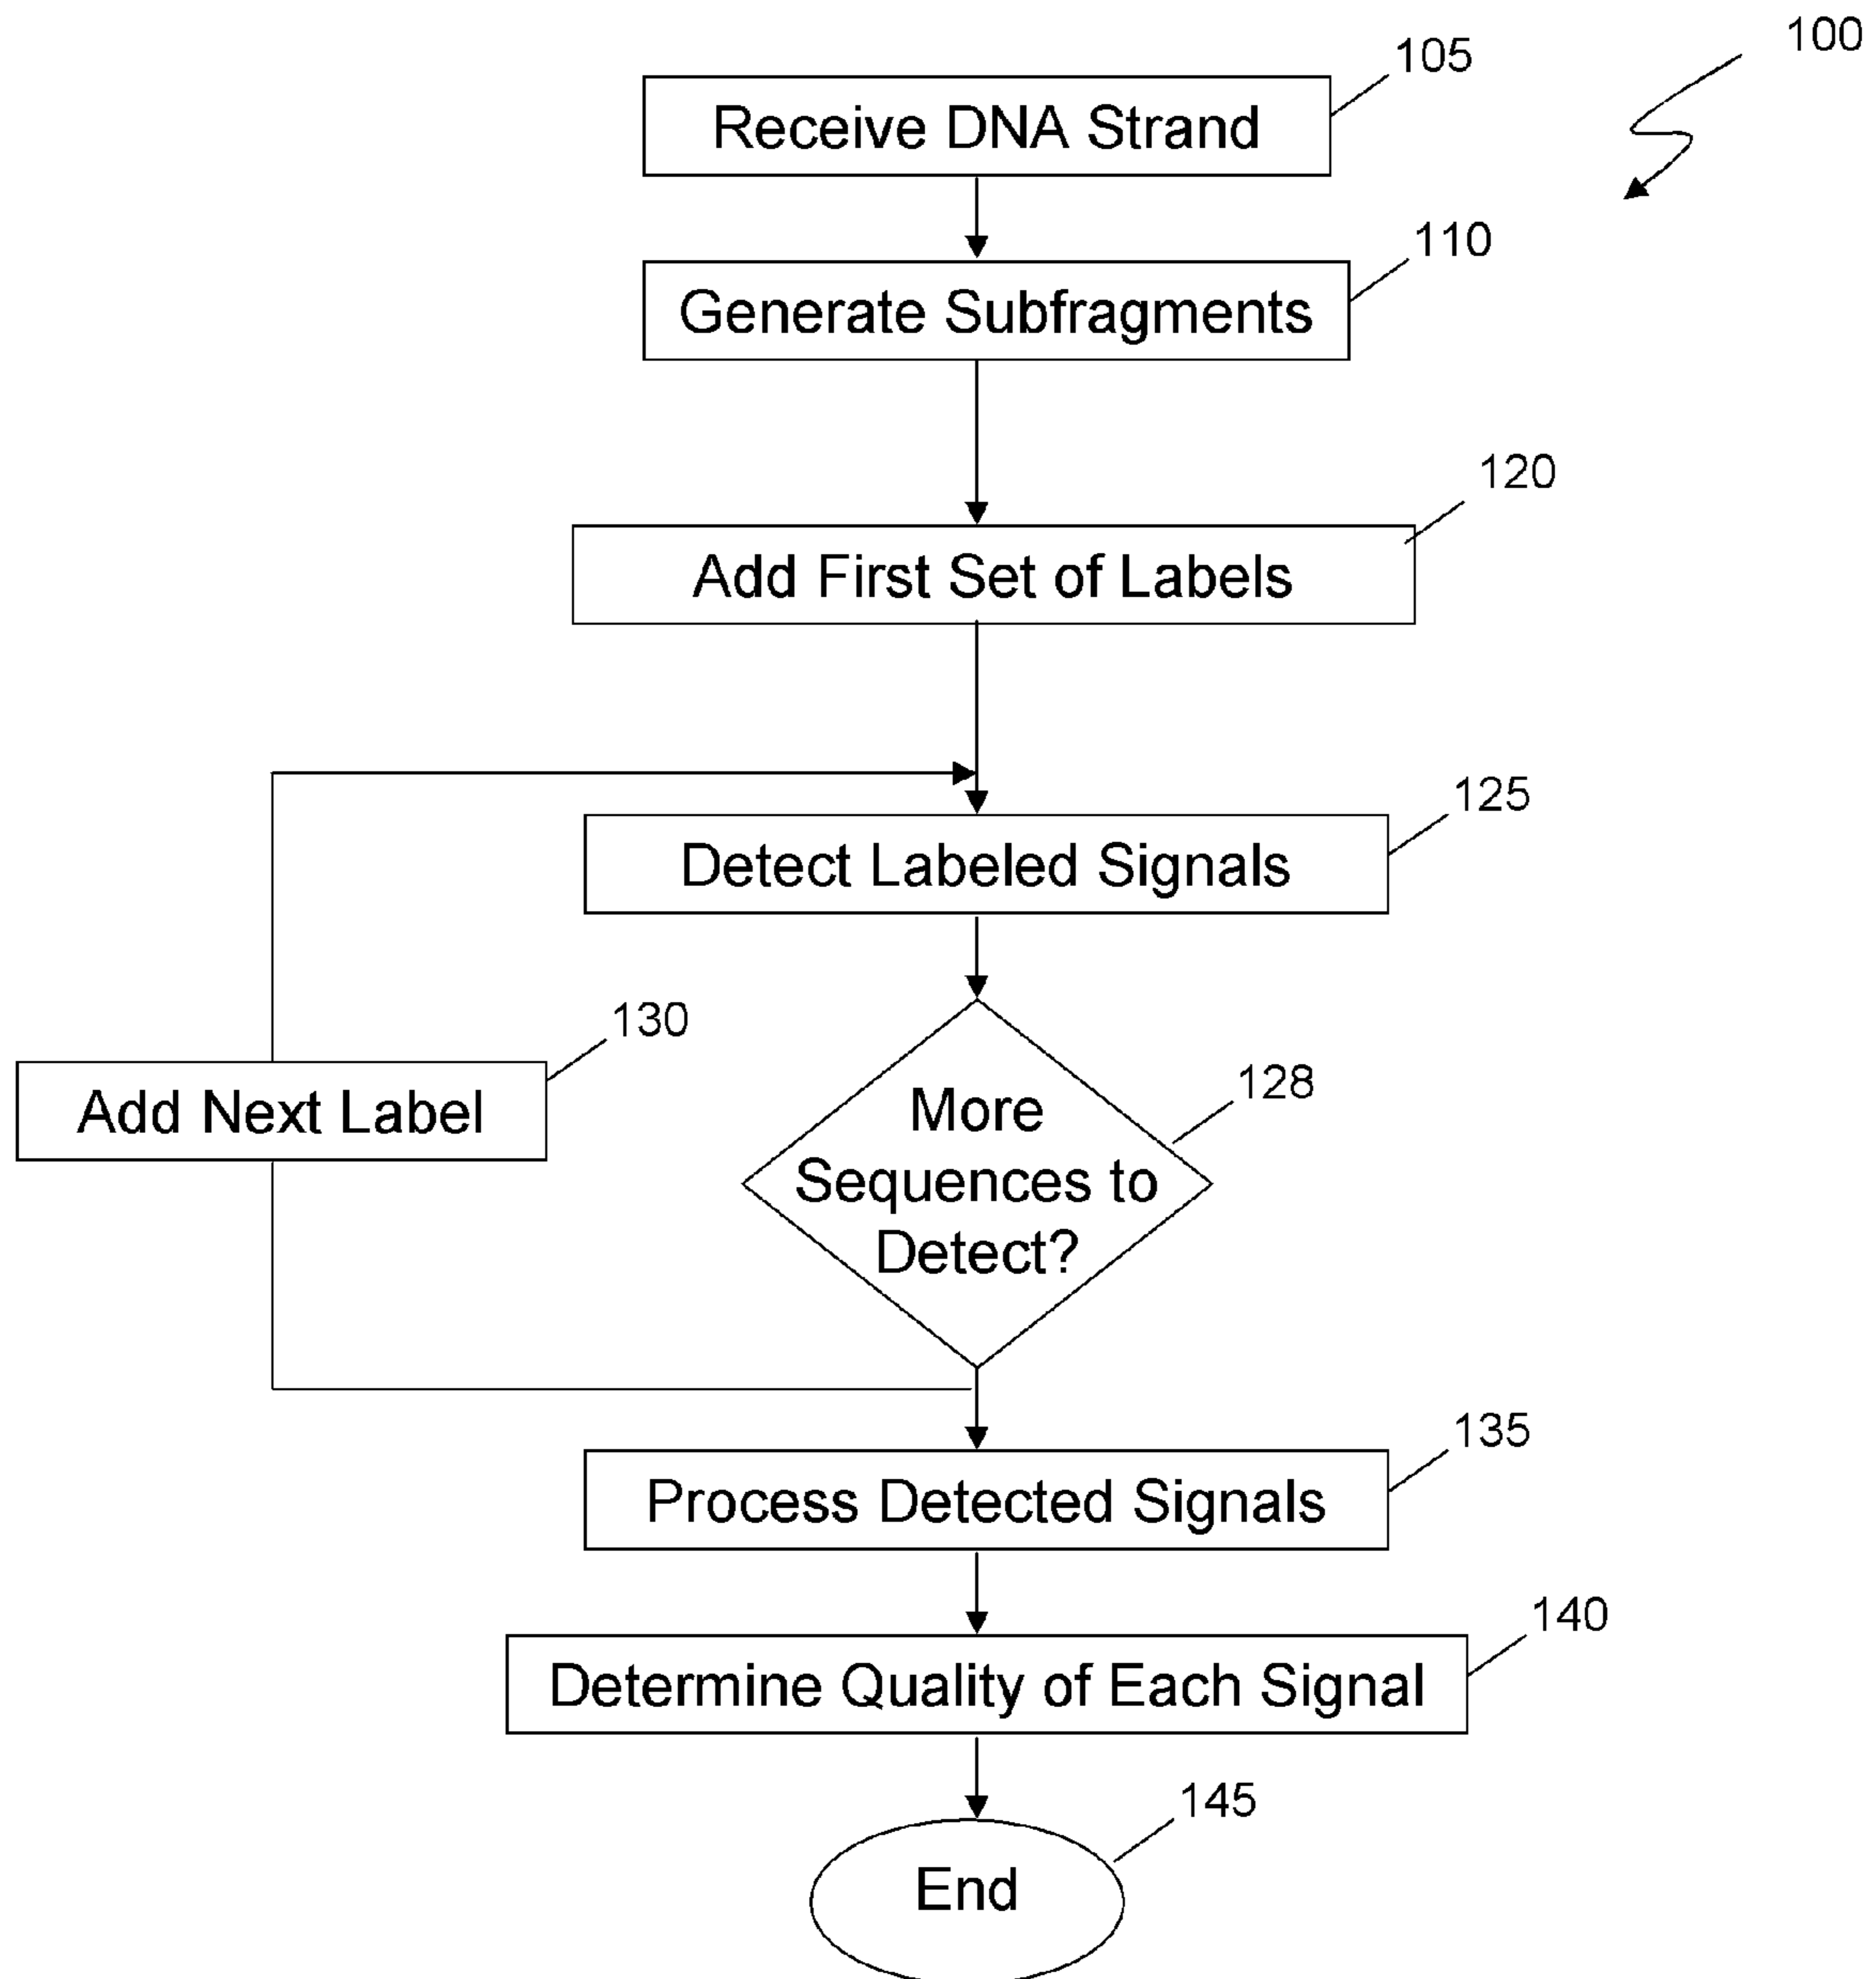 100
105
Receive DNA Strand
110
Generate Subfragments
120
Add First Set of Labels
125
Detect Labeled Signals
130
Add Next Label
128
More
Sequences to
Detect?
135
Process Detected Signals
140
Determine Quality of Each Signal
145
End